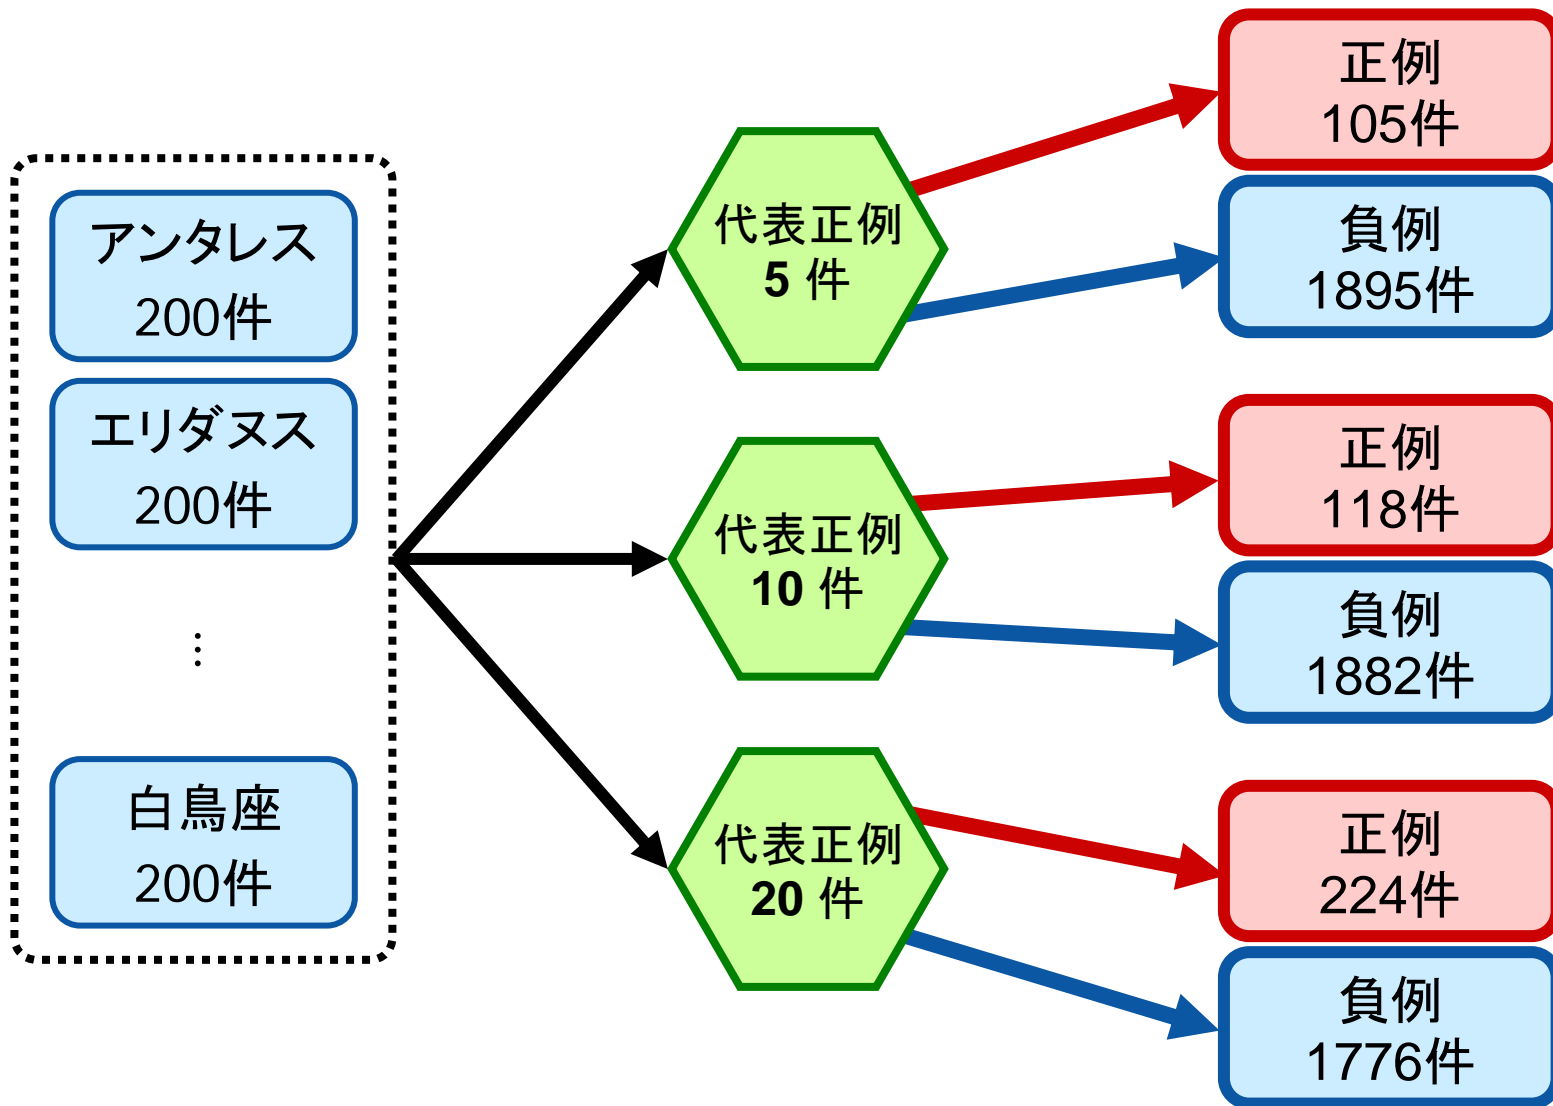 アンタレス
200件
エリダヌス
200件
⋮
白鳥座
200件
代表正例
5 件
代表正例
10 件
代表正例
20 件
正例
105件
負例
1895件
正例
118件
負例
1882件
正例
224件
負例
1776件